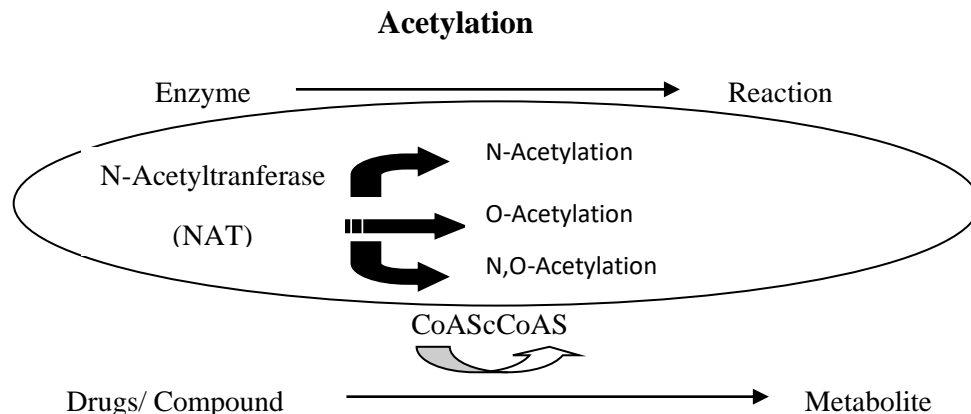 Acetylation
Enzyme Reaction
N-Acetylation
N-Acetyltranferase
O-Acetylation
(NAT)
N,O-Acetylation
CoAScCoAS
Drugs/ Compound Metabolite